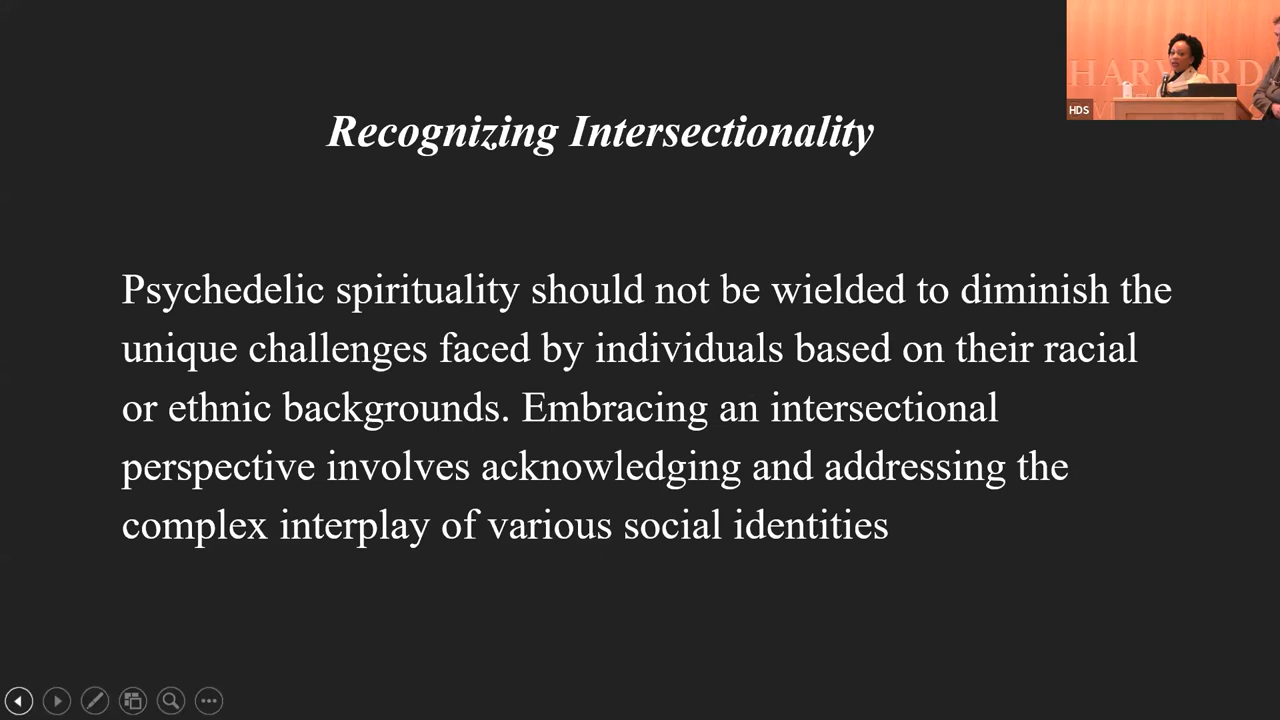 HARVARD
HDS
Recognizing Intersectionality
Psychedelic spirituality should not be wielded to diminish the
unique challenges faced by individuals based on their racial
or ethnic backgrounds. Embracing an intersectional
perspective involves acknowledging and addressing the
complex interplay of various social identities